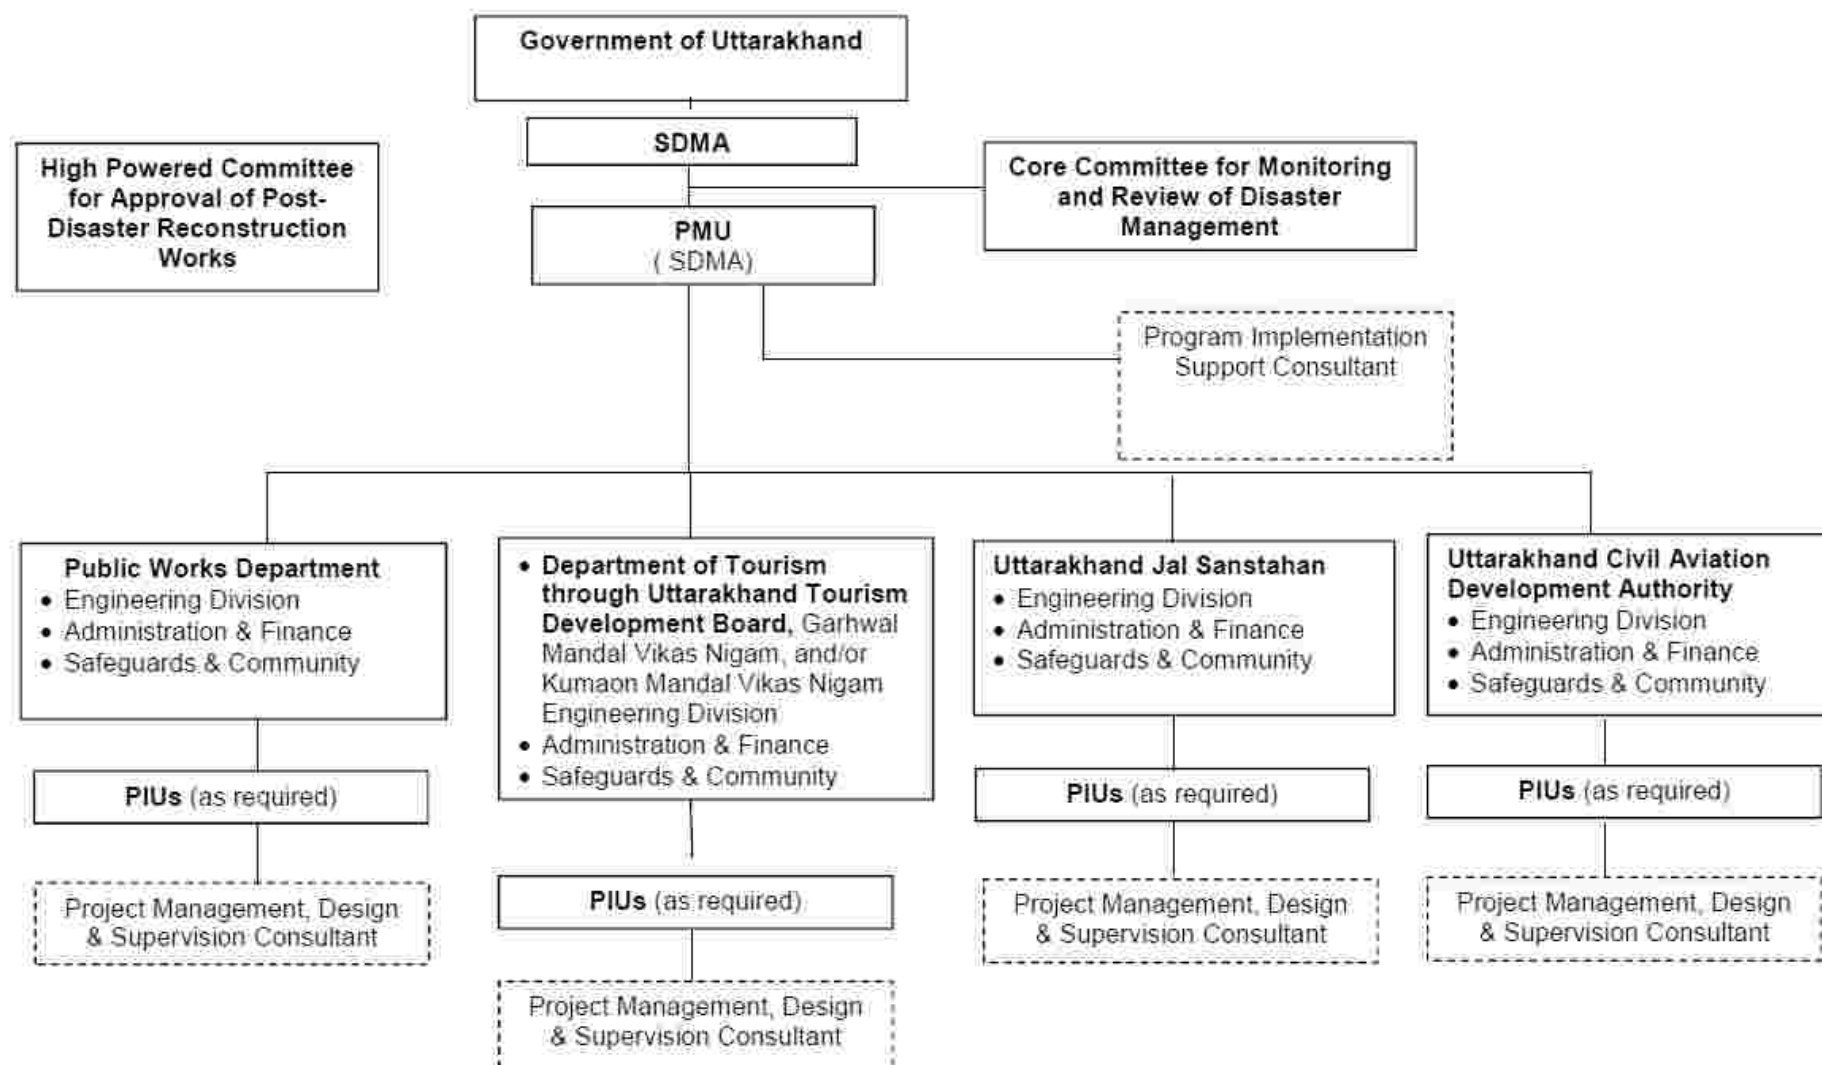 Government of Uttarakhand
SDMA
High Powered Committee
for Approval of Post-
Disaster Reconstruction
Works
Core Committee for Monitoring
and Review of Disaster
Management
PMU
( SDMA)
Program Implementation
Support Consultant
Public Works Department
• Engineering Division
• Administration & Finance
• Safeguards & Community
• Department of Tourism
through Uttarakhand Tourism
Development Board, Garhwal
Mandal Vikas Nigam, and/or
Kumaon Mandal Vikas Nigam
Engineering Division
• Administration & Finance
• Safeguards & Community
Uttarakhand Jal Sanstahan
• Engineering Division
• Administration & Finance
• Safeguards & Community
Uttarakhand Civil Aviation
Development Authority
• Engineering Division
• Administration & Finance
• Safeguards & Community
PIUs (as required)
PIUs (as required)
PIUs (as required)
PIUs (as required)
Project Management, Design
& Supervision Consultant
Project Management, Design
& Supervision Consultant
Project Management, Design
& Supervision Consultant
Project Management, Design
& Supervision Consultant